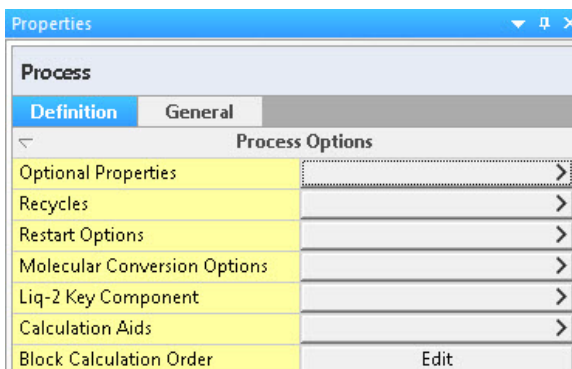 Properties
Process
Definition General
Process Options
Optional Properties
Recycles
Restart Options
Molecular Conversion Options
Liq-2 Key Component
Calculation Aids
Block Calculation Order Edit